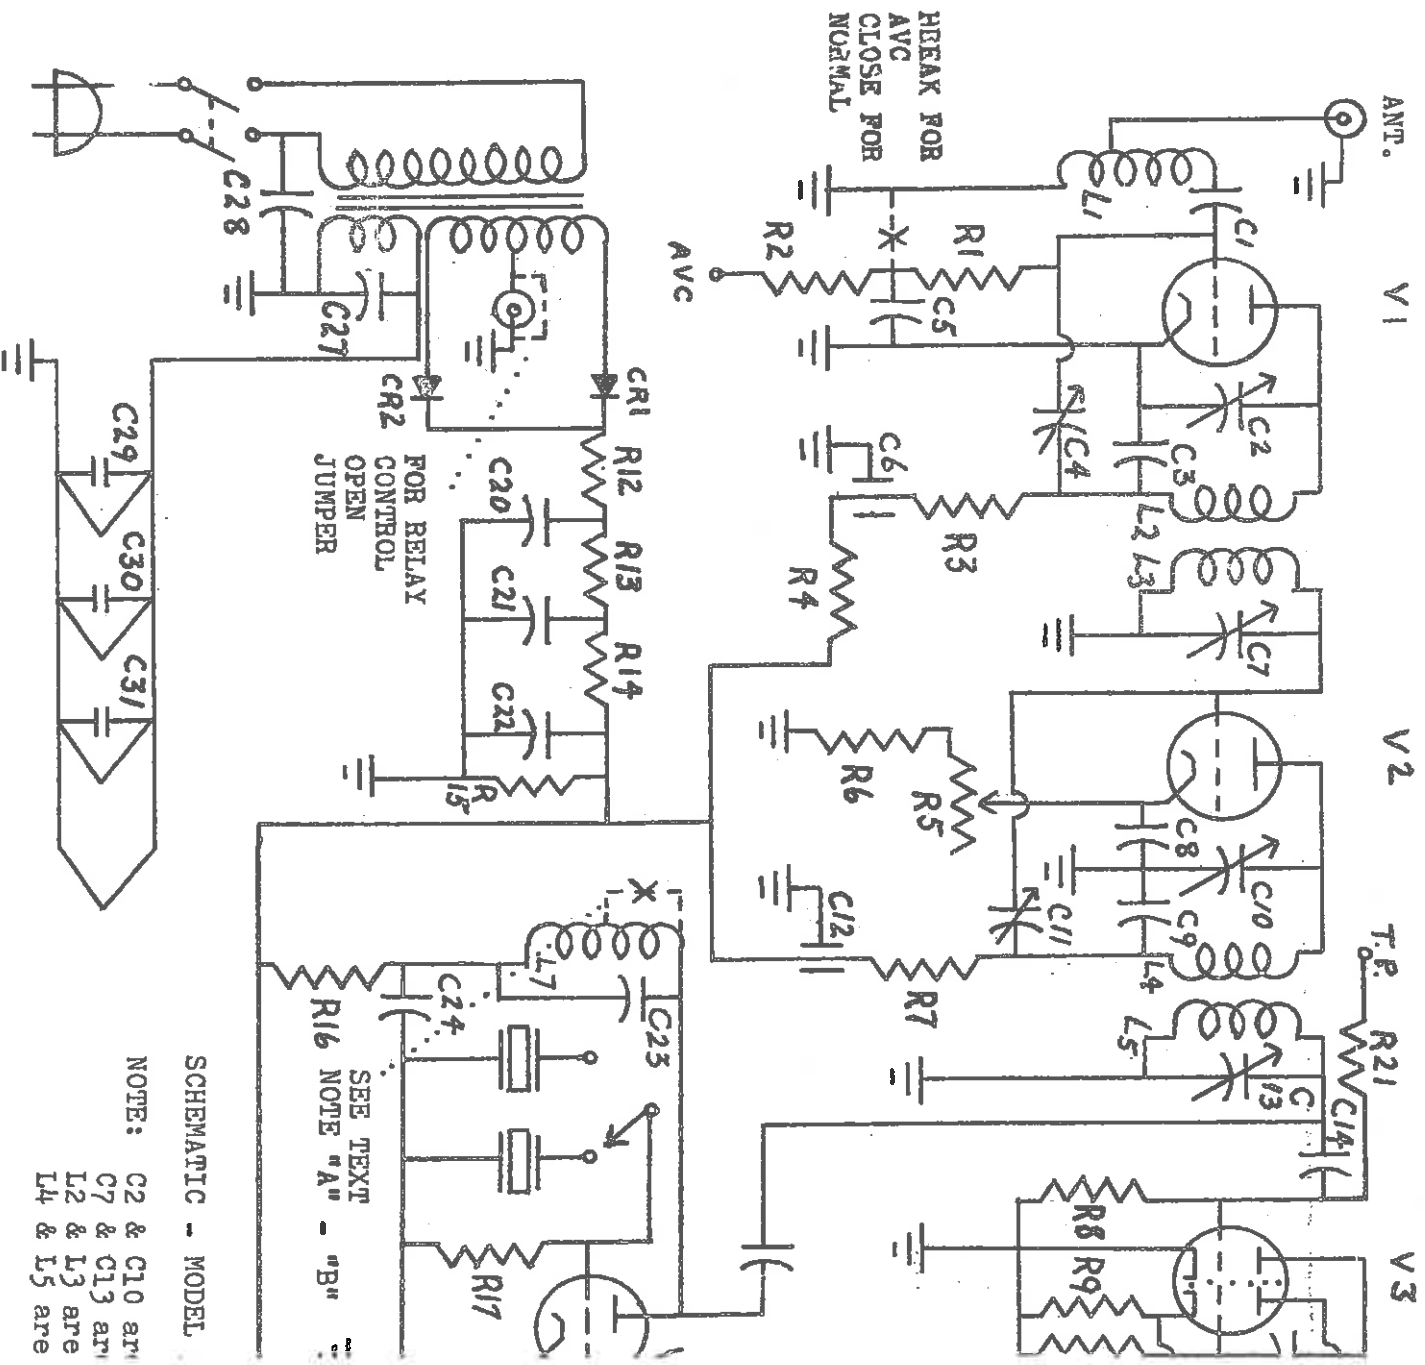 ANT.
V1
V2
T.P.
V3
HEEAK FOR
AVC
CLOSE FOR
NORMAL
L1
C1
R1
R2
AVC
C5
C2
C3
C4
L2
L3
C6
R3
R4
C7
R5
R6
C8
C9
C10
C11
C12
L4
L5
R7
R21
C
13
C14
R8
R9
C28
C27
CR1
CR2
R12
R13
R14
C20
C21
C22
R
15
FOR RELAY
CONTROL
OPEN
JUMPER
C29
C30
C31
L7
C23
C24
R16
R17
SEE TEXT
NOTE "A" - "B"
SCHEMATIC - MODEL
NOTE: C2 & C10 ar
C7 & C13 ar
L2 & L3 are
L4 & L5 are